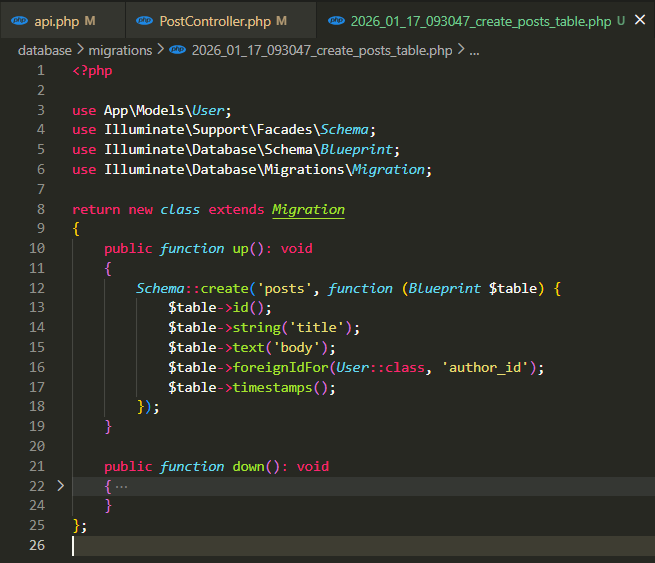 php api.php M php PostController.php M php 2026_01_17_093047_create_posts_table.php U ×
database > migrations > php 2026_01_17_093047_create_posts_table.php > ...
1 <?php
2
3 use App\Models\User;
4 use Illuminate\Support\Facades\Schema;
5 use Illuminate\Database\Schema\Blueprint;
6 use Illuminate\Database\Migrations\Migration;
7
8 return new class extends Migration
9 {
10     public function up(): void
11     {
12         Schema::create('posts', function (Blueprint $table) {
13             $table->id();
14             $table->string('title');
15             $table->text('body');
16             $table->foreignIdFor(User::class, 'author_id');
17             $table->timestamps();
18         });
19     }
20
21     public function down(): void
22 >   { ...
24     }
25 };
26